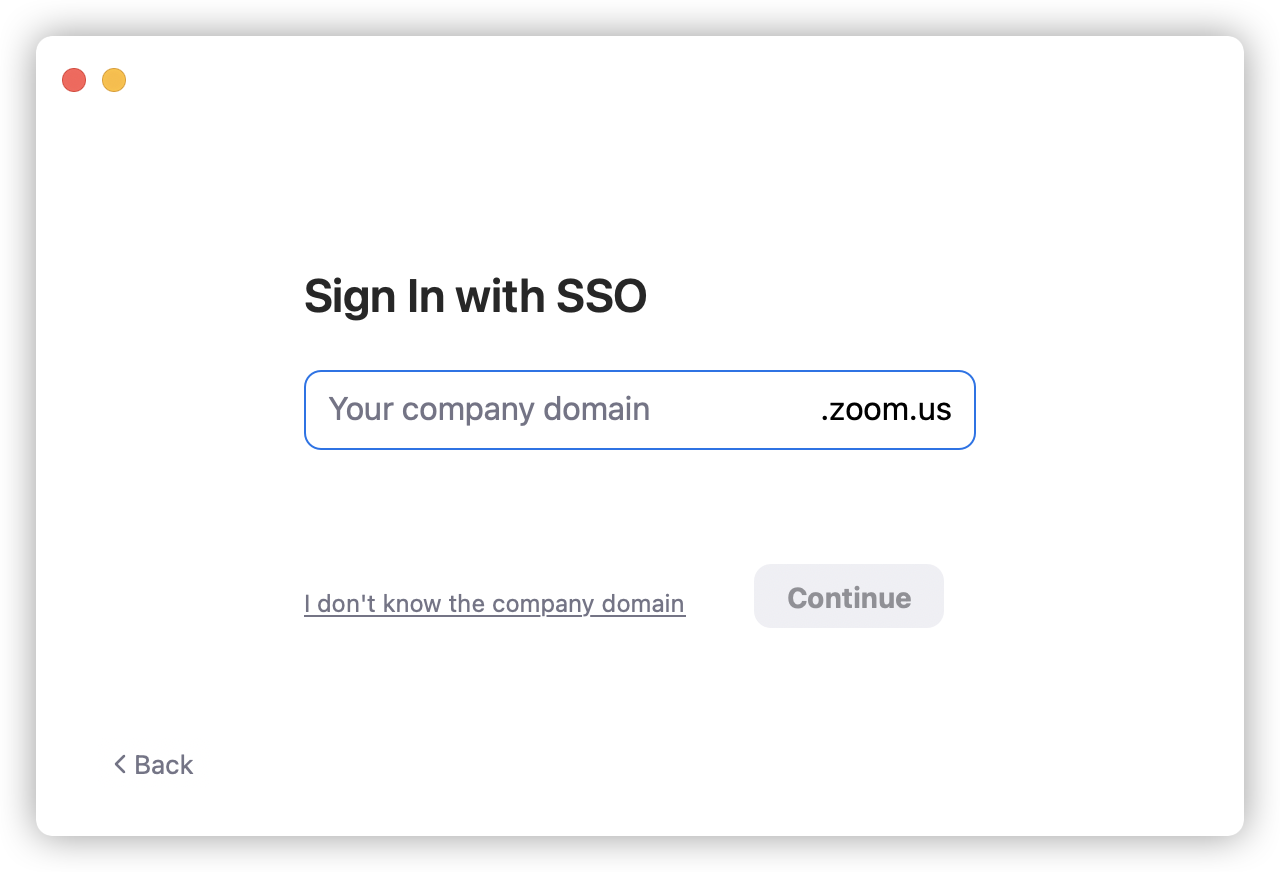 Sign In with SSO
Your company domain .zoom.us
I don't know the company domain
Continue
Back